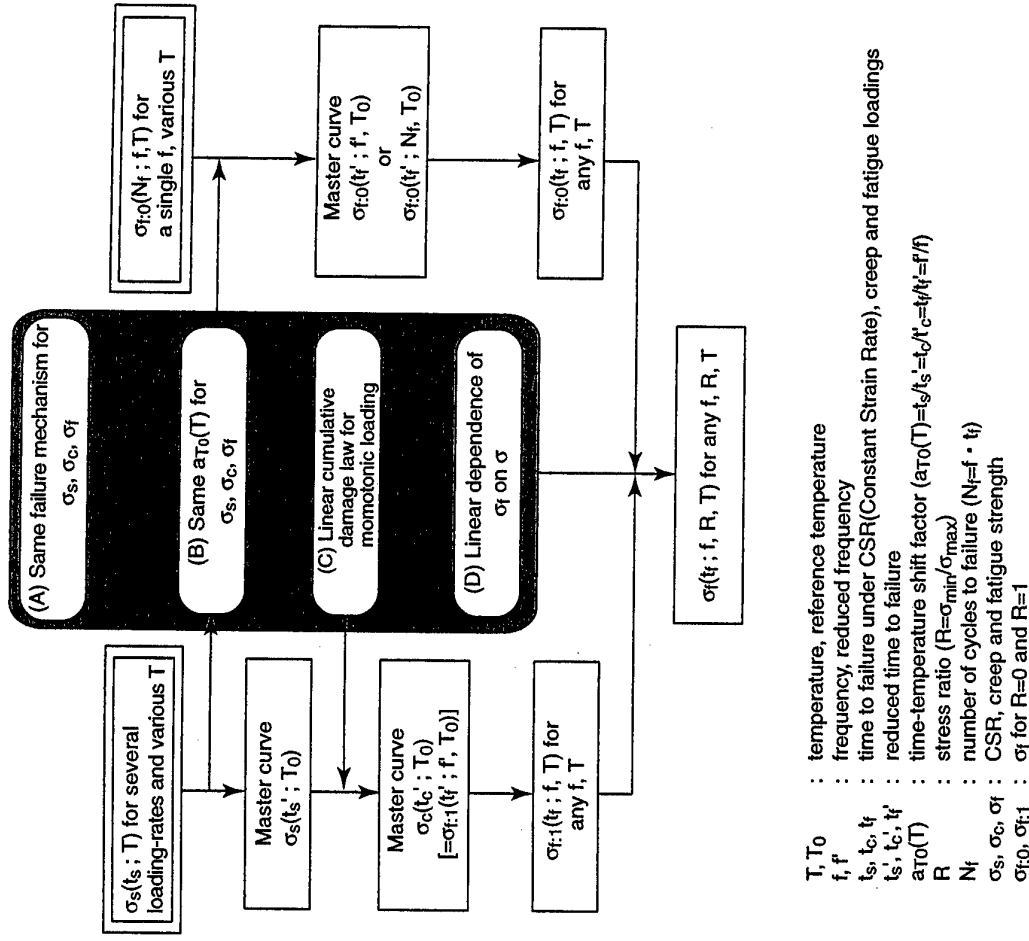 σs(ts ; T) for several
loading-rates and various T
Master curve
σs(ts' ; T0)
Master curve
σc(tc' ; T0)
[=σf:1(tf' ; f', T0)]
σf:1(tf ; f, T) for
any f, T
(A) Same failure mechanism for
σs, σc, σf
(B) Same aT0(T) for
σs, σc, σf
(C) Linear cumulative
damage law for
momotonic loading
(D) Linear dependence of
σf on σ
σf:0(Nf ; f,T) for
a single f, various T
Master curve
σf:0(tf' ; f', T0)
or
σf:0(tf' ; Nf, T0)
σf:0(tf ; f, T) for
any f, T
σf(tf ; f, R, T) for any f, R, T
T, T0 : temperature, reference temperature
f, f' : frequency, reduced frequency
ts, tc, tf : time to failure under CSR(Constant Strain Rate), creep and fatigue loadings
ts', tc', tf' : reduced time to failure
aT0(T) : time-temperature shift factor (aT0(T)=ts/ts'=tc/t'c=tf/tf'=f'/f)
R : stress ratio (R=σmin/σmax)
Nf : number of cycles to failure (Nf=f • tf)
σs, σc, σf : CSR, creep and fatigue strength
σf:0, σf:1 : σf for R=0 and R=1